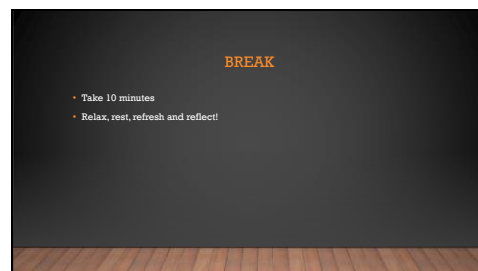 BREAK
• Take 10 minutes
• Relax, rest, refresh and reflect!